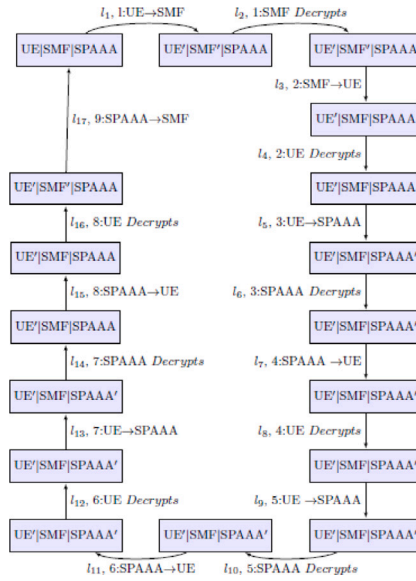 l1, 1:UE→SMF
l2, 1:SMF Decrypts
UE|SMF|SPAAA
UE′|SMF′|SPAAA
UE′|SMF′|SPAAA
l3, 2:SMF→UE
UE′|SMF|SPAAA
l17, 9:SPAAA→SMF
l4, 2:UE Decrypts
UE′|SMF′|SPAAA
UE′|SMF|SPAAA
l16, 8:UE Decrypts
l5, 3:UE→SPAAA
UE′|SMF|SPAAA
UE′|SMF|SPAAA′
l15, 8:SPAAA→UE
l6, 3:SPAAA Decrypts
UE′|SMF|SPAAA
UE′|SMF|SPAAA′
l14, 7:SPAAA Decrypts
l7, 4:SPAAA →UE
UE′|SMF|SPAAA′
UE′|SMF|SPAAA′
l13, 7:UE→SPAAA
l8, 4:UE Decrypts
UE′|SMF|SPAAA′
UE′|SMF|SPAAA′
l12, 6:UE Decrypts
l9, 5:UE →SPAAA
UE′|SMF|SPAAA′
UE′|SMF|SPAAA′
UE′|SMF|SPAAA′
l11, 6:SPAAA→UE
l10, 5:SPAAA Decrypts